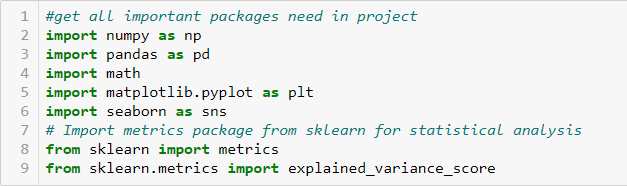 1 #get all important packages need in project
2 import numpy as np
3 import pandas as pd
4 import math
5 import matplotlib.pyplot as plt
6 import seaborn as sns
7 # Import metrics package from sklearn for statistical analysis
8 from sklearn import metrics
9 from sklearn.metrics import explained_variance_score